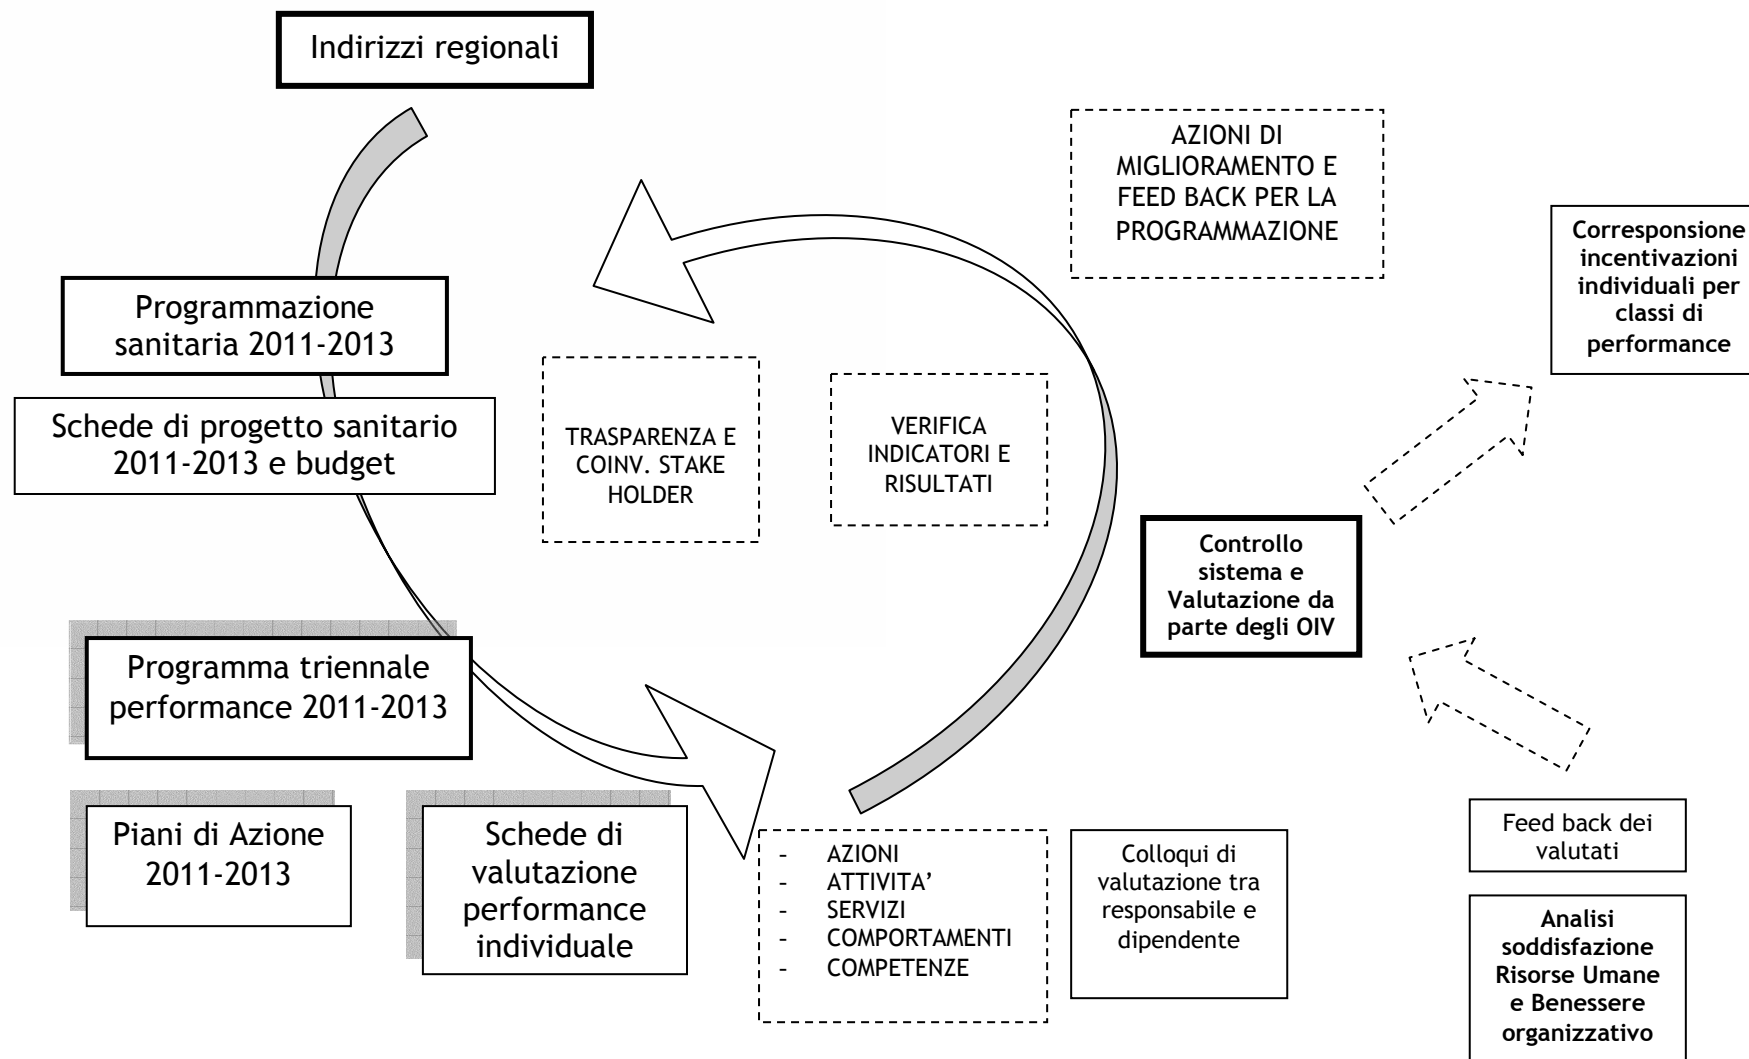 Indirizzi regionali
AZIONI DI
MIGLIORAMENTO E
FEED BACK PER LA
PROGRAMMAZIONE
Corresponsione
incentivazioni
individuali per
classi di
performance
Programmazione
sanitaria 2011-2013
Schede di progetto sanitario
2011-2013 e budget
TRASPARENZA E
COINV. STAKE
HOLDER
VERIFICA
INDICATORI E
RISULTATI
Controllo
sistema e
Valutazione da
parte degli OIV
Programma triennale
performance 2011-2013
Piani di Azione
2011-2013
Schede di
valutazione
performance
individuale
- AZIONI
- ATTIVITA’
- SERVIZI
- COMPORTAMENTI
- COMPETENZE
Colloqui di
valutazione tra
responsabile e
dipendente
Feed back dei
valutati
Analisi
soddisfazione
Risorse Umane
e Benessere
organizzativo